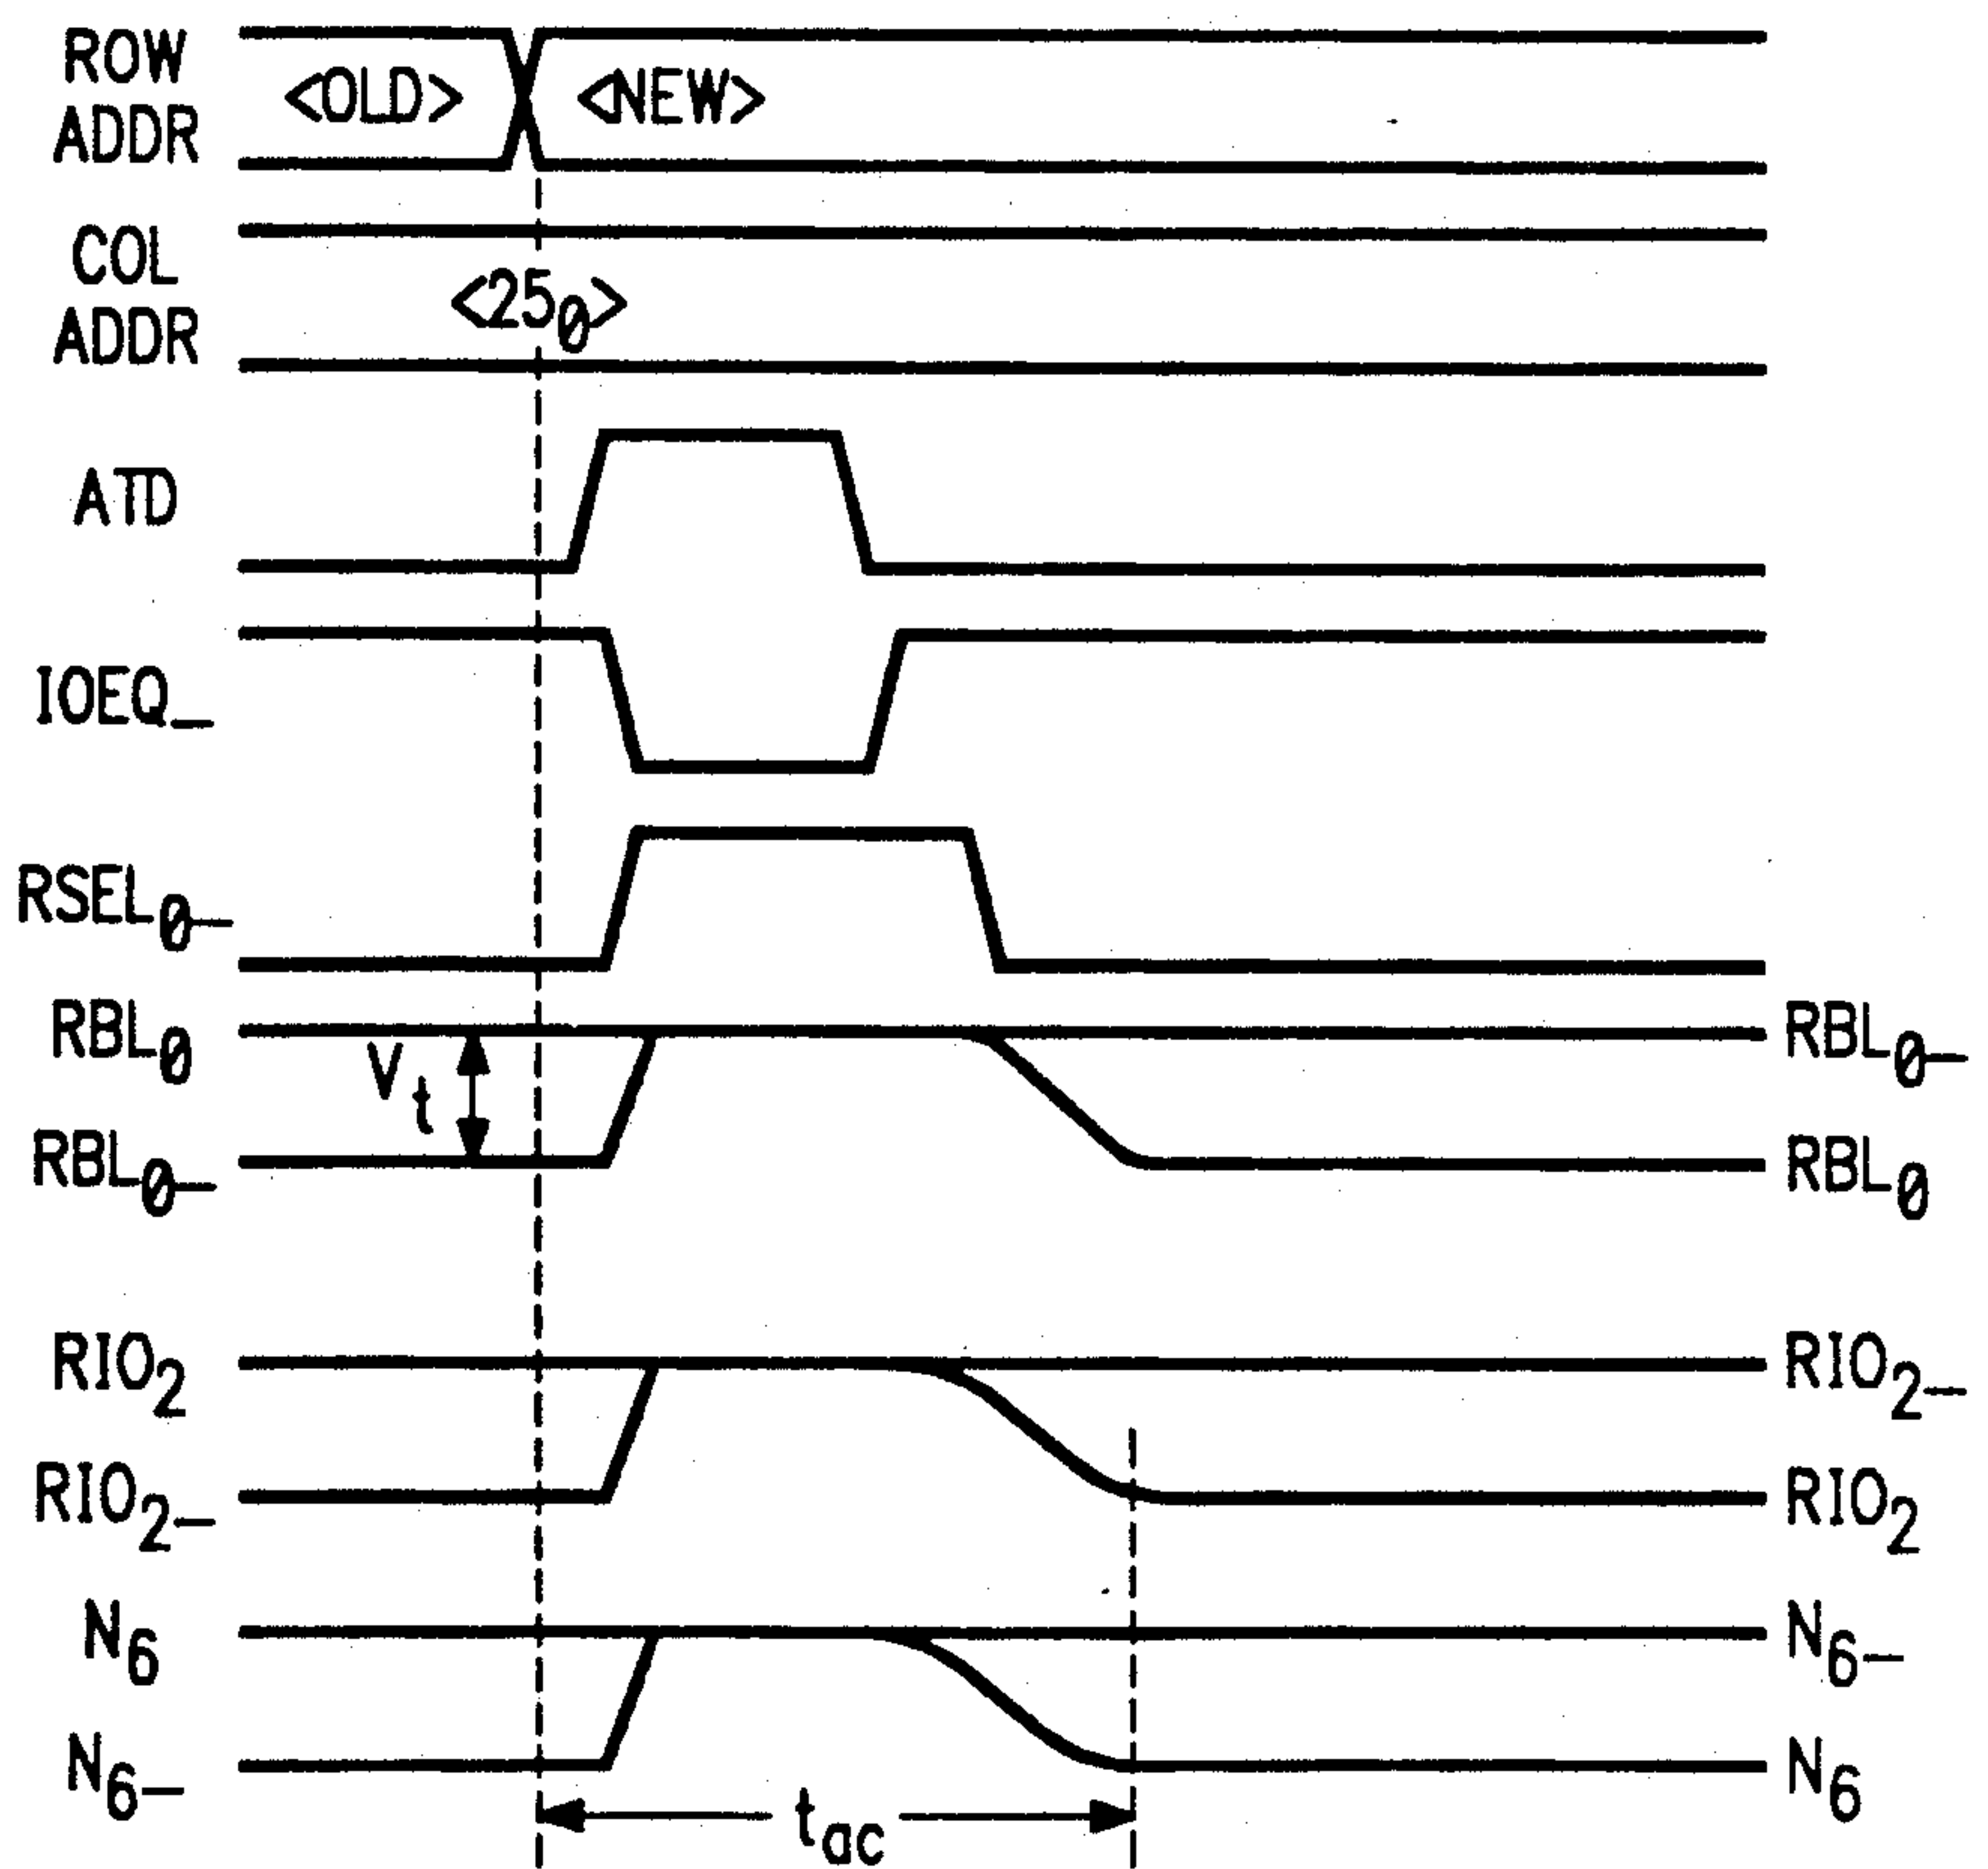 ROW
ADDR
<OLD> <NEW>
COL
ADDR
<25₀>
ATD
IOEQ_
RSEL₀_
RBL₀ RBL₀_
Vₜ
RBL₀_ RBL₀
RIO₂ RIO₂_
RIO₂_ RIO₂
N₆ N₆_
N₆_ N₆
t_ac